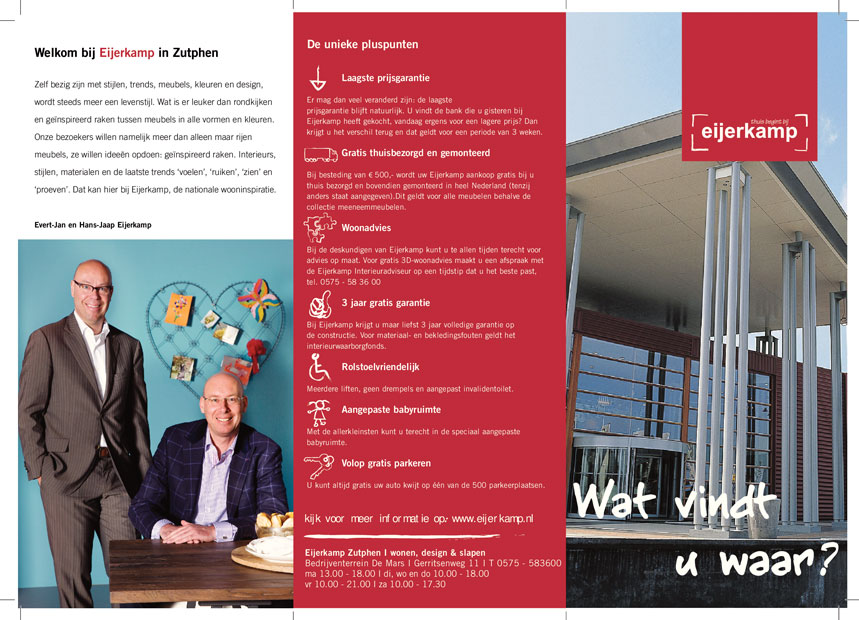 Welkom bij Eijerkamp in Zutphen
Zelf bezig zijn met stijlen, trends, meubels, kleuren en design,
wordt steeds meer een levenstijl. Wat is er leuker dan rondkijken
en geïnspireerd raken tussen meubels in alle vormen en kleuren.
Onze bezoekers willen namelijk meer dan alleen maar rijen
meubels, ze willen ideeën opdoen: geïnspireerd raken. Interieurs,
stijlen, materialen en de laatste trends ‘voelen’, ‘ruiken’, ‘zien’ en
‘proeven’. Dat kan hier bij Eijerkamp, de nationale wooninspiratie.
Evert-Jan en Hans-Jaap Eijerkamp
De unieke pluspunten
Laagste prijsgarantie
Er mag dan veel veranderd zijn: de laagste
prijsgarantie blijft natuurlijk. U vindt de bank die u gisteren bij
Eijerkamp heeft gekocht, vandaag ergens voor een lagere prijs? Dan
krijgt u het verschil terug en dat geldt voor een periode van 3 weken.
Gratis thuisbezorgd en gemonteerd
Bij besteding van € 500,- wordt uw Eijerkamp aankoop gratis bij u
thuis bezorgd en bovendien gemonteerd in heel Nederland (tenzij
anders staat aangegeven).Dit geldt voor alle meubelen behalve de
collectie meeneemmeubelen.
Woonadvies
Bij de deskundigen van Eijerkamp kunt u te allen tijden terecht voor
advies op maat. Voor gratis 3D-woonadvies maakt u een afspraak met
de Eijerkamp Interieuradviseur op een tijdstip dat u het beste past,
tel. 0575 - 58 36 00
3 jaar gratis garantie
Bij Eijerkamp krijgt u maar liefst 3 jaar volledige garantie op
de constructie. Voor materiaal- en bekledingsfouten geldt het
interieurwaarborgfonds.
Rolstoelvriendelijk
Meerdere liften, geen drempels en aangepast invalidentoilet.
Aangepaste babyruimte
Met de allerkleinsten kunt u terecht in de speciaal aangepaste
babyruimte.
Volop gratis parkeren
U kunt altijd gratis uw auto kwijt op één van de 500 parkeerplaatsen.
kijk voor meer informatie op: www.eijerkamp.nl
Eijerkamp Zutphen I wonen, design & slapen
Bedrijventerrein De Mars I Gerritsenweg 11 I T 0575 - 583600
ma 13.00 - 18.00 I di, wo en do 10.00 - 18.00
vr 10.00 - 21.00 I za 10.00 - 17.30
thuis begint bij
eijerkamp
Wat vindt
u waar?